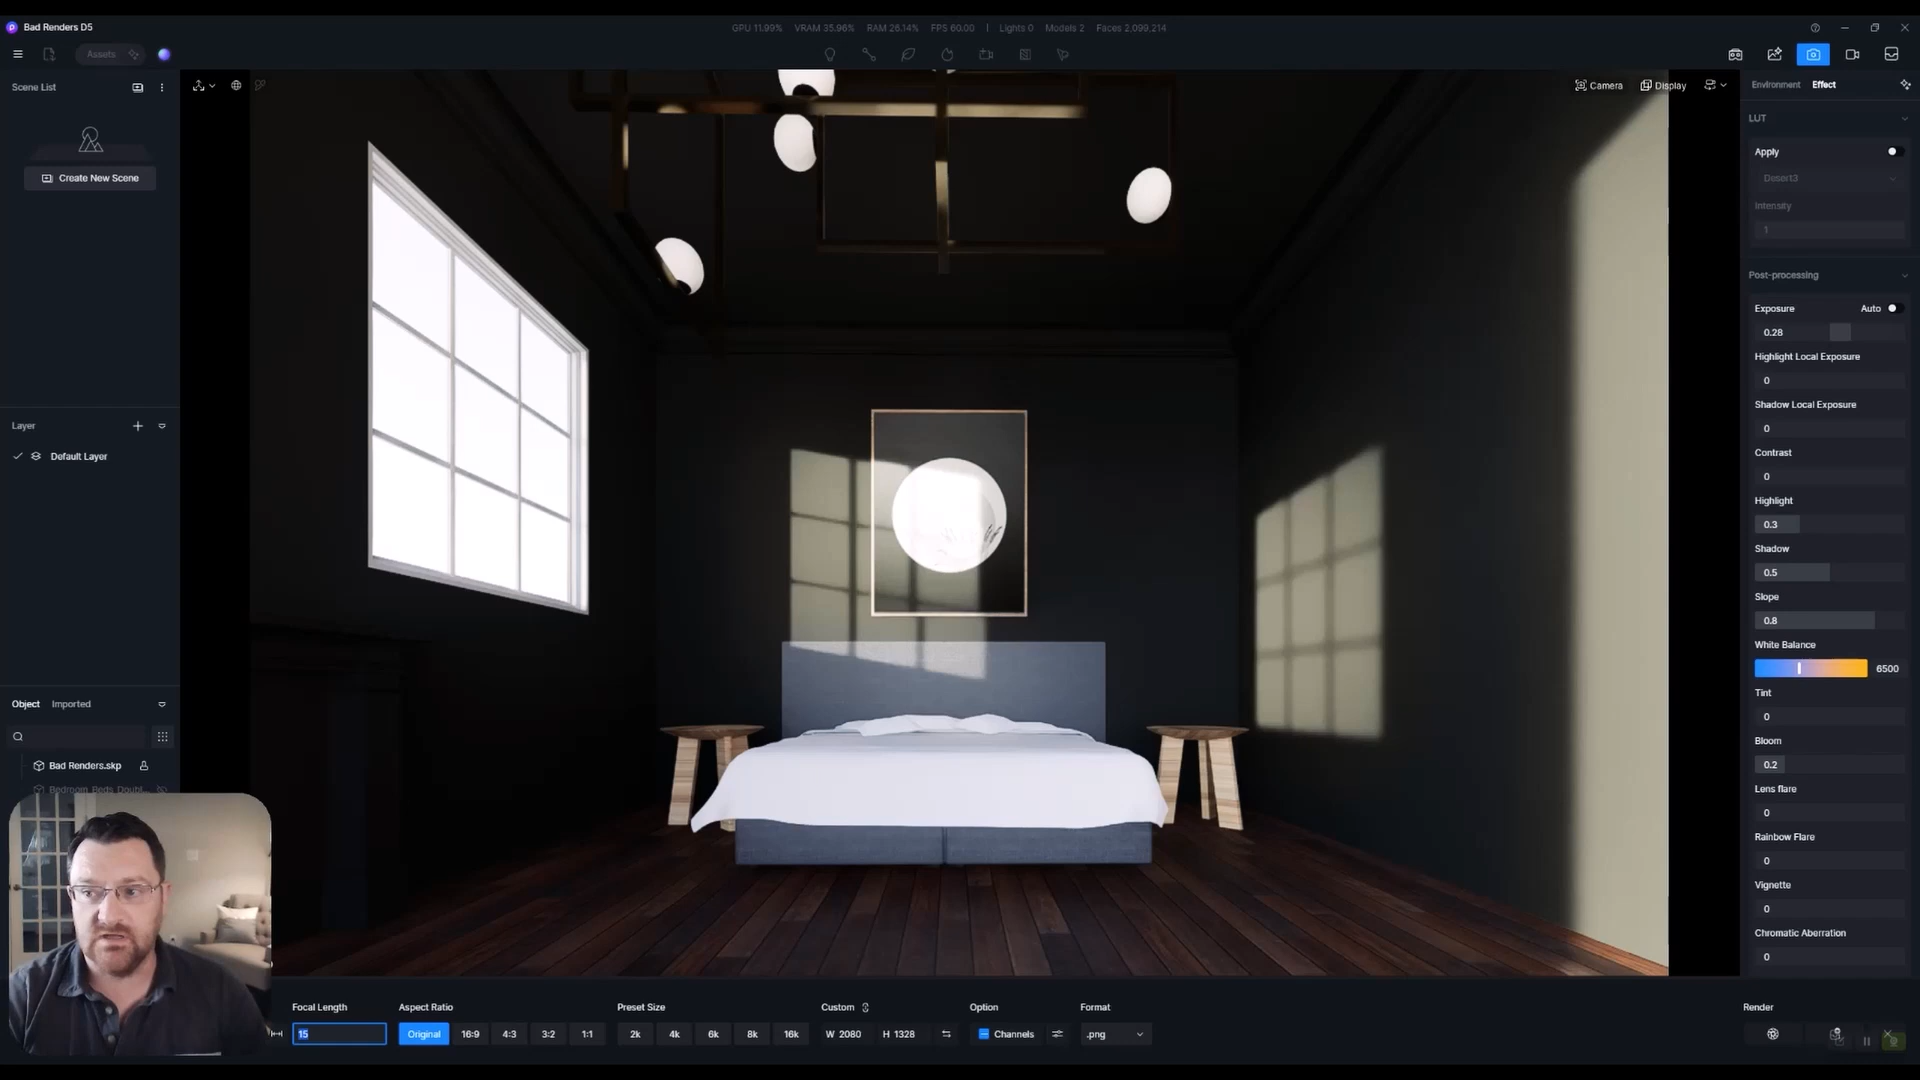 Bad Renders D5
GPU 11.99% VRAM 35.96% RAM 26.14% FPS 60.00 | Lights 0 Models 2 Faces 2,099,214
Assets
Scene List
Create New Scene
Camera
Display
Environment Effect
LUT
Apply
Desert3
Intensity
1
Post-processing
Exposure Auto
0.28
Highlight Local Exposure
0
Shadow Local Exposure
0
Contrast
0
Highlight
0.3
Shadow
0.5
Slope
0.8
White Balance
6500
Tint
0
Bloom
0.2
Lens flare
0
Rainbow Flare
0
Vignette
0
Chromatic Aberration
0
Layer
Default Layer
Object Imported
Bad Renders.skp
Bedroom_Beds_Doubl...
Focal Length Aspect Ratio Preset Size Custom Option Format Render
15 Original 16:9 4:3 3:2 1:1 2k 4k 6k 8k 16k W 2080 H 1328 Channels .png